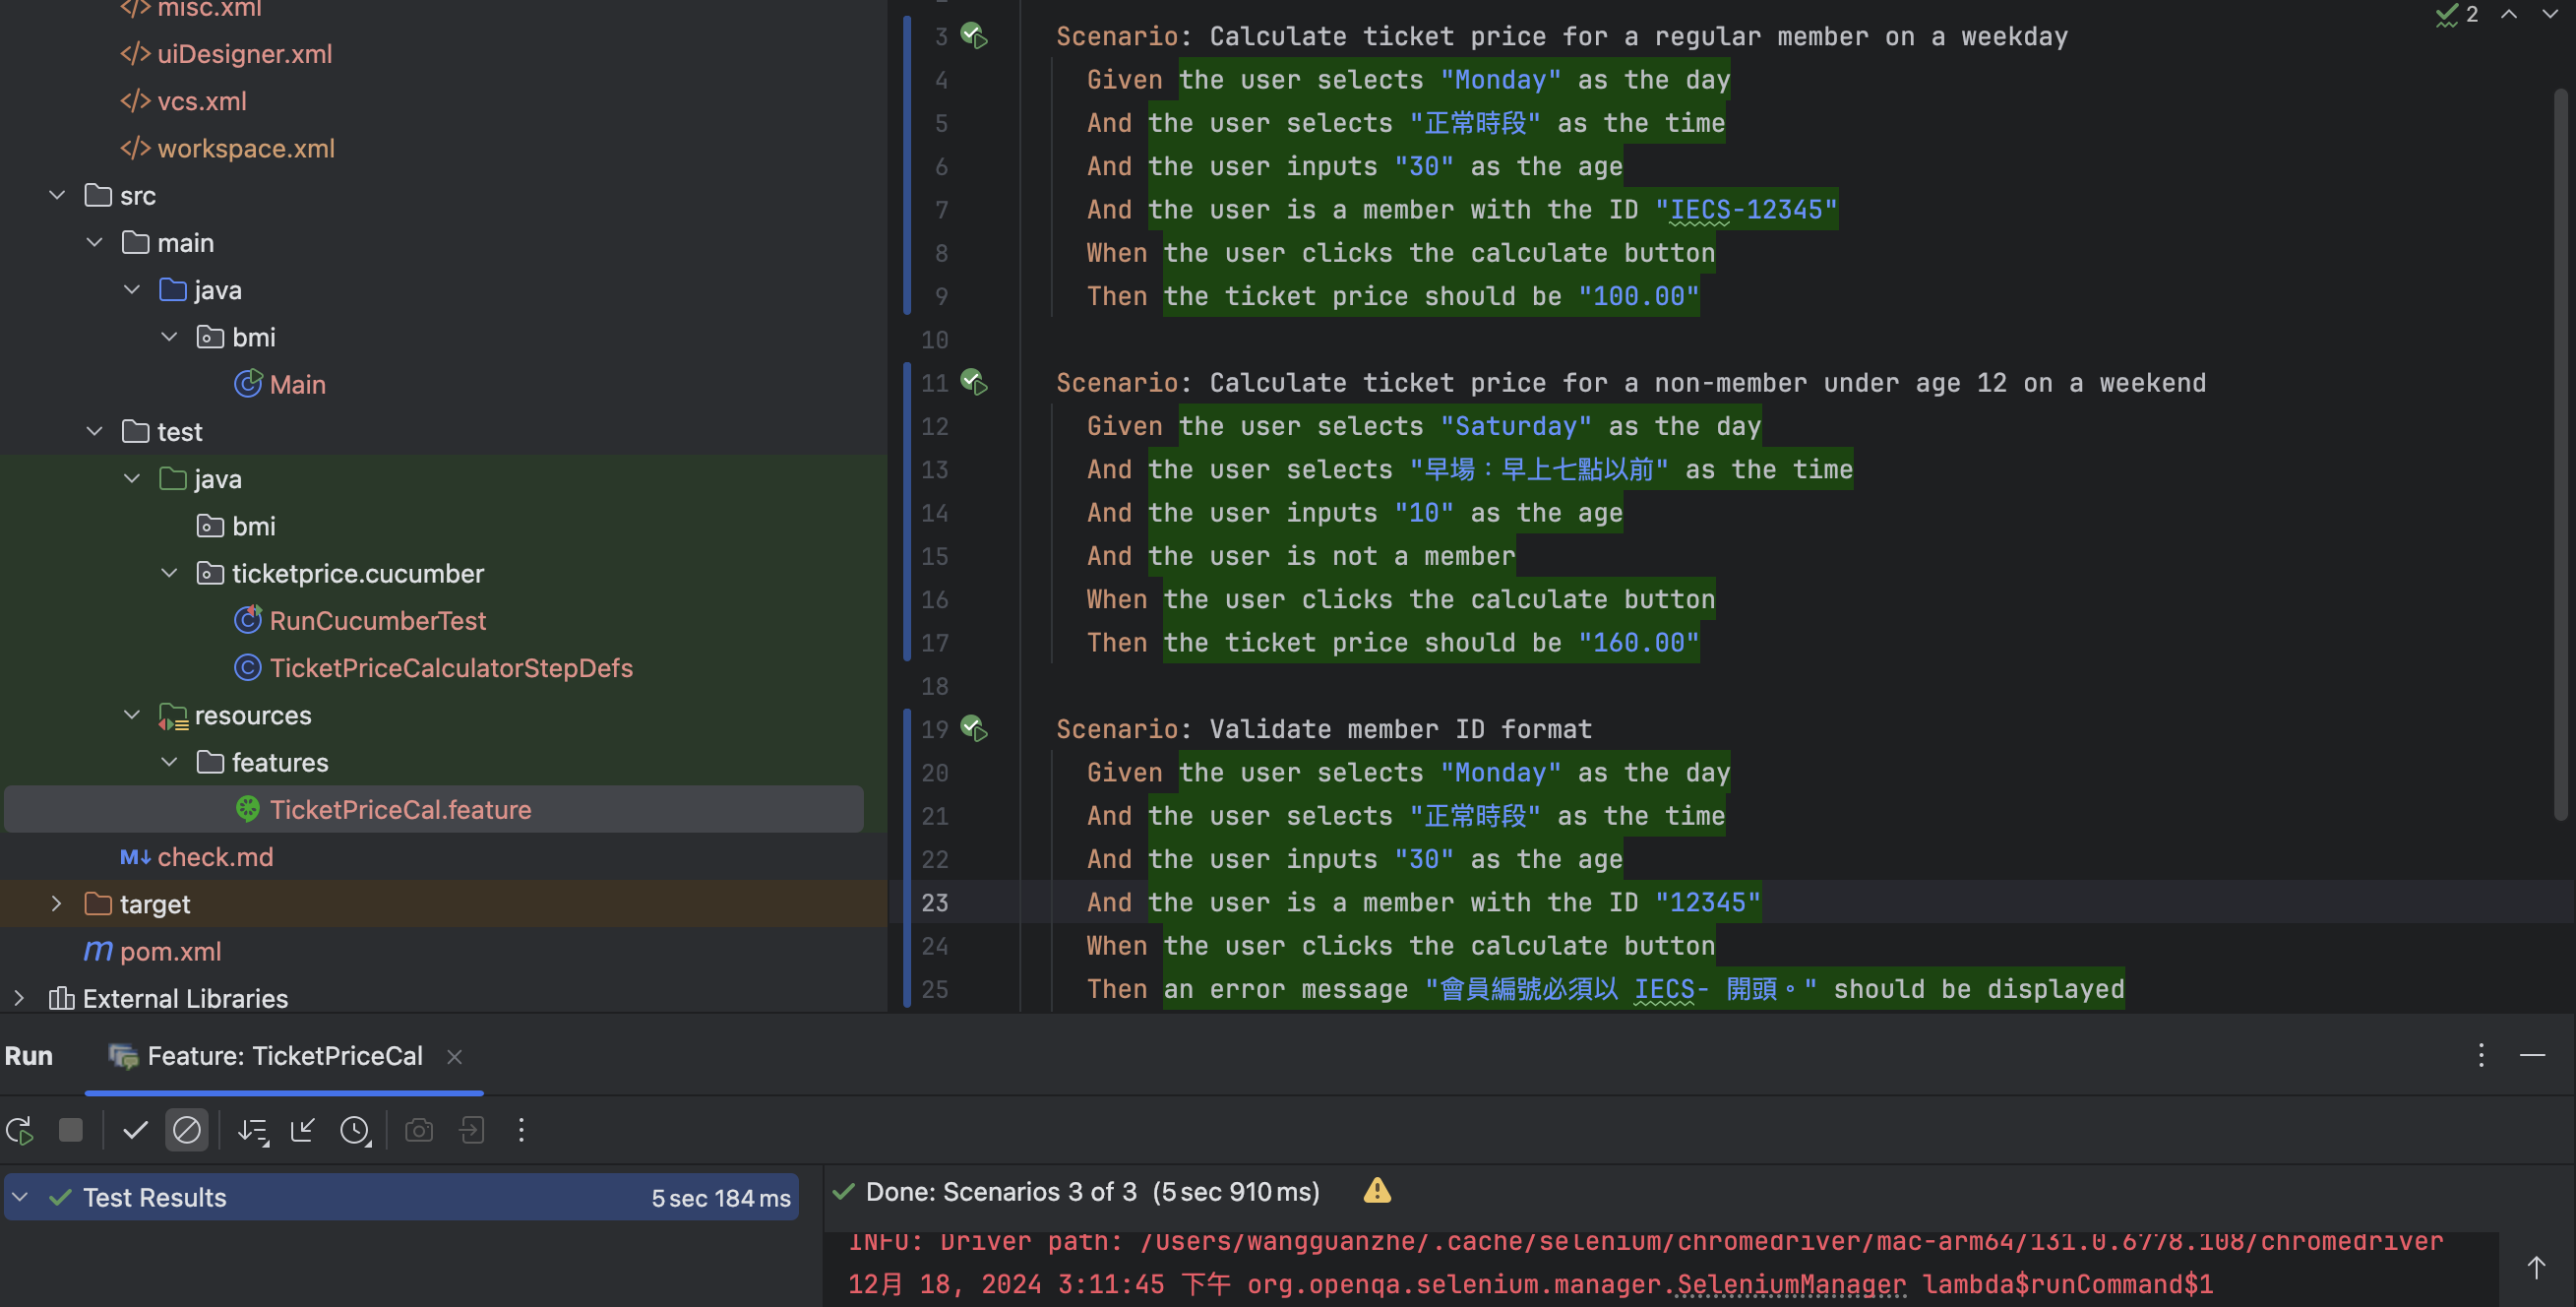 misc.xml
uiDesigner.xml
vcs.xml
workspace.xml
src
main
java
bmi
Main
test
java
bmi
ticketprice.cucumber
RunCucumberTest
TicketPriceCalculatorStepDefs
resources
features
TicketPriceCal.feature
M↓ check.md
target
m pom.xml
External Libraries
2
3 Scenario: Calculate ticket price for a regular member on a weekday
4 Given the user selects "Monday" as the day
5 And the user selects "正常時段" as the time
6 And the user inputs "30" as the age
7 And the user is a member with the ID "IECS-12345"
8 When the user clicks the calculate button
9 Then the ticket price should be "100.00"
10
11 Scenario: Calculate ticket price for a non-member under age 12 on a weekend
12 Given the user selects "Saturday" as the day
13 And the user selects "早場：早上七點以前" as the time
14 And the user inputs "10" as the age
15 And the user is not a member
16 When the user clicks the calculate button
17 Then the ticket price should be "160.00"
18
19 Scenario: Validate member ID format
20 Given the user selects "Monday" as the day
21 And the user selects "正常時段" as the time
22 And the user inputs "30" as the age
23 And the user is a member with the ID "12345"
24 When the user clicks the calculate button
25 Then an error message "會員編號必須以 IECS- 開頭。" should be displayed
Run Feature: TicketPriceCal
Test Results 5 sec 184 ms
Done: Scenarios 3 of 3 (5 sec 910 ms)
INFO: Driver path: /Users/wangguanzhe/.cache/selenium/chromedriver/mac-arm64/131.0.6778.108/chromedriver
12月 18, 2024 3:11:45 下午 org.openqa.selenium.manager.SeleniumManager lambda$runCommand$1